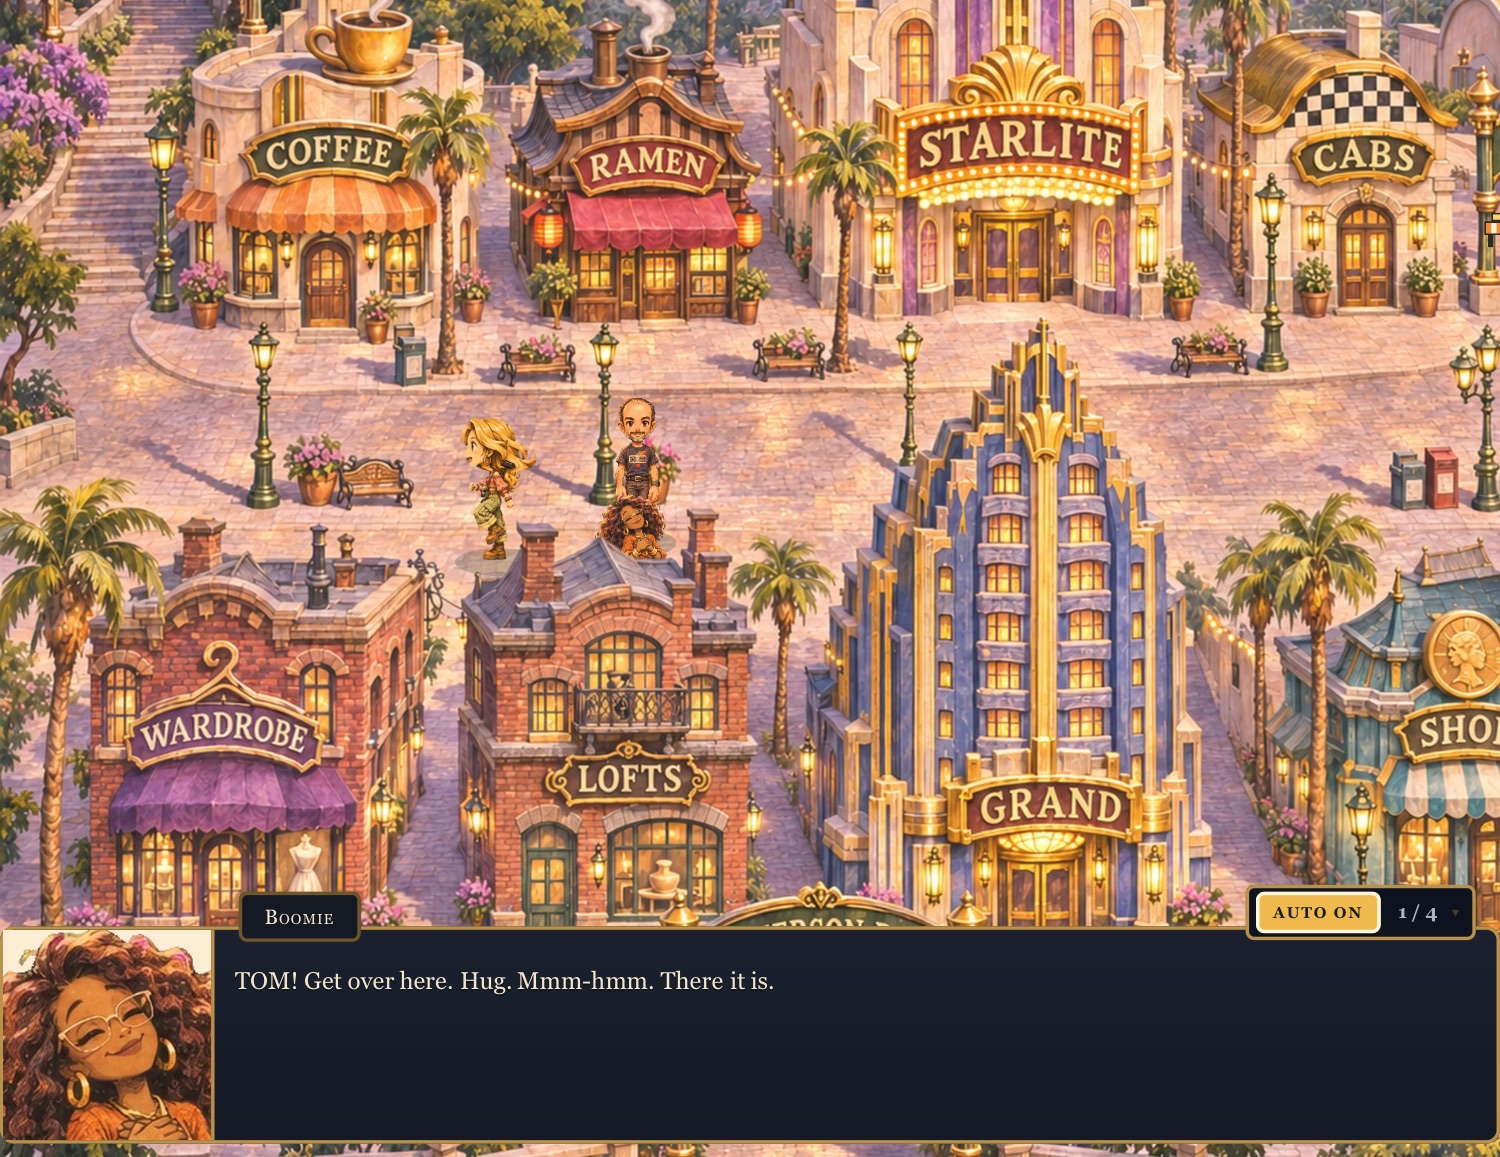 COFFEE
RAMEN
STARLITE
CABS
WARDROBE
LOFTS
GRAND
BOOMIE
AUTO ON
1 / 4
TOM! Get over here. Hug. Mmm-hmm. There it is.